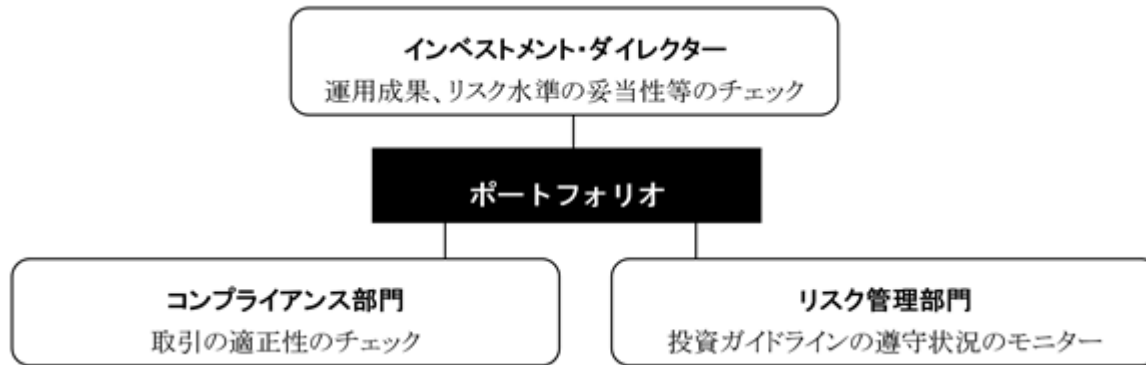 インベストメント・ダイレクター
運用成果、リスク水準の妥当性等のチェック
ポートフォリオ
コンプライアンス部門
取引の適正性のチェック
リスク管理部門
投資ガイドラインの遵守状況のモニター